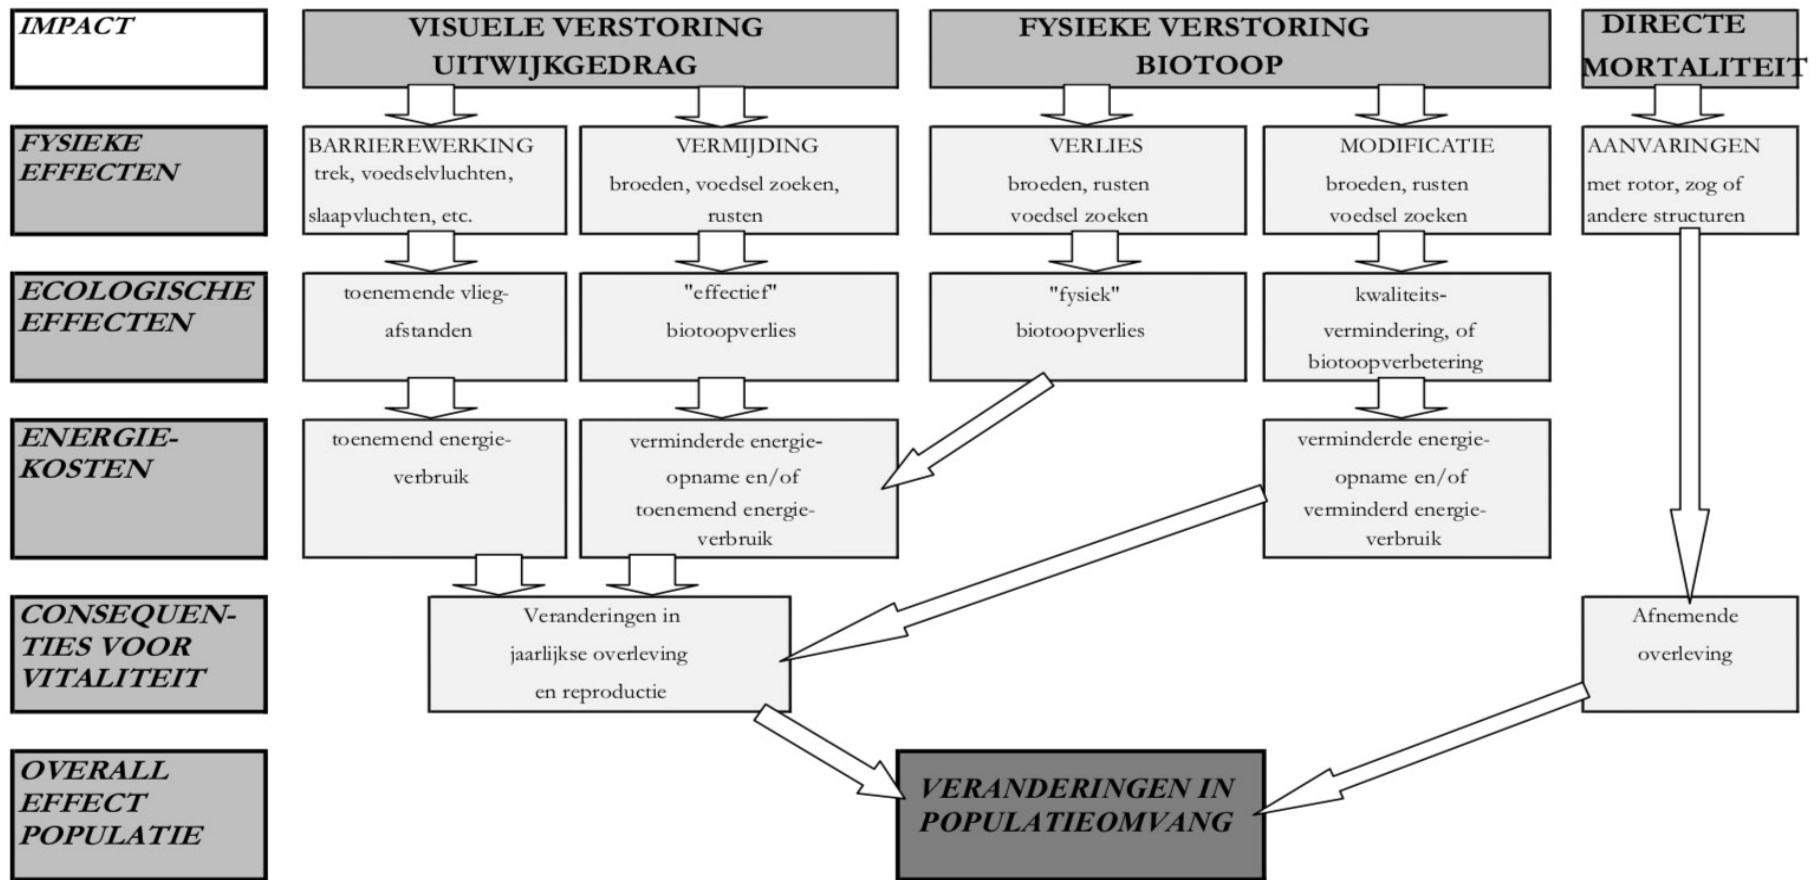 IMPACT
VISUELE VERSTORING
UITWIJKGEDRAG
FYSIEKE VERSTORING
BIOTOOP
DIRECTE
MORTALITEIT
FYSIEKE
EFFECTEN
BARRIEREWERKING
trek, voedselvluchten,
slaapvluchten, etc.
VERMIJDING
broeden, voedsel zoeken,
rusten
VERLIES
broeden, rusten
voedsel zoeken
MODIFICATIE
broeden, rusten
voedsel zoeken
AANVARINGEN
met rotor, zog of
andere structuren
ECOLOGISCHE
EFFECTEN
toenemende vlieg-
afstanden
"effectief"
biotoopverlies
"fysiek"
biotoopverlies
kwaliteits-
vermindering, of
biotoopverbetering
ENERGIE-
KOSTEN
toenemend energie-
verbruik
verminderde energie-
opname en/of
toenemend energie-
verbruik
verminderde energie-
opname en/of
verminderd energie-
verbruik
CONSEQUEN-
TIES VOOR
VITALITEIT
Veranderingen in
jaarlijkse overleving
en reproductie
Afnemende
overleving
OVERALL
EFFECT
POPULATIE
VERANDERINGEN IN
POPULATIEOMVANG